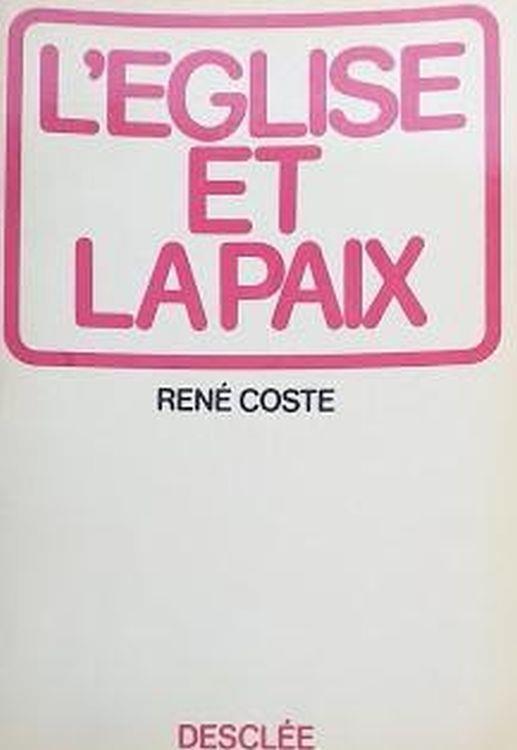 L'EGLISE
ET
LA PAIX
RENÉ COSTE
DESCLÉE